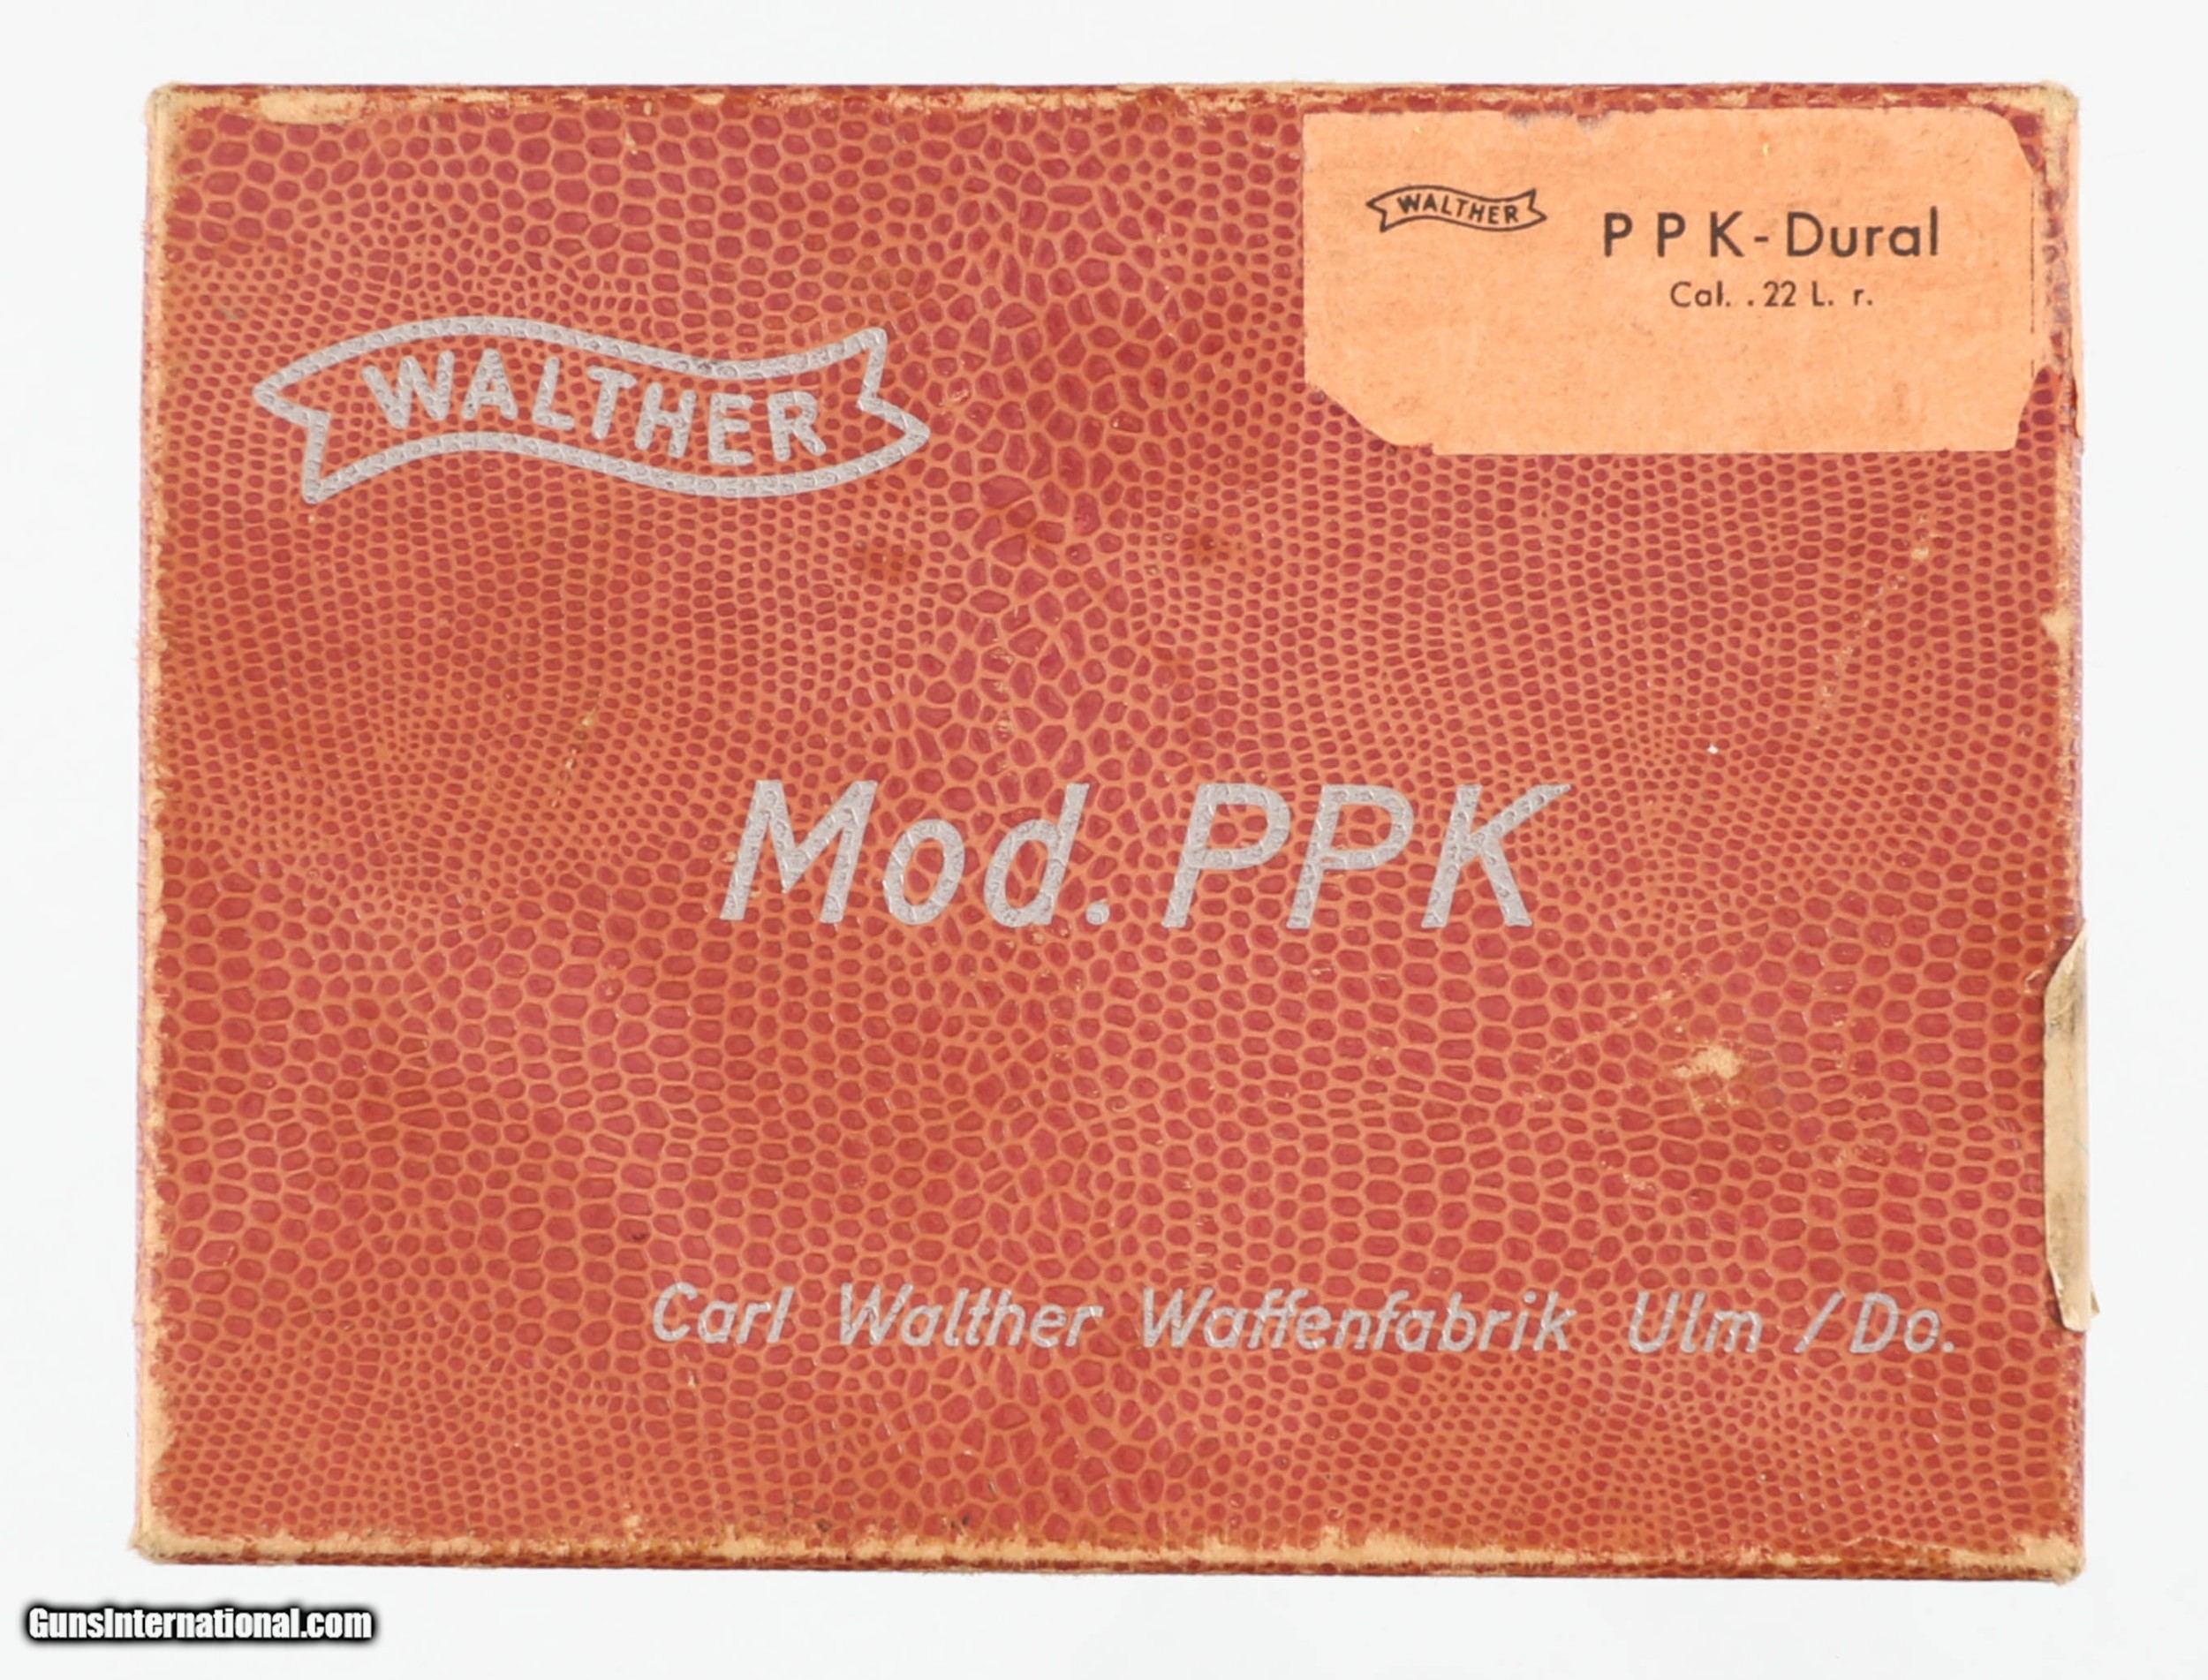 WALTHER
PPK-Dural
Cal. .22 L. r.
WALTHER
Mod. PPK
Carl Walther Waffenfabrik Ulm / Do.
GunsInternational.com